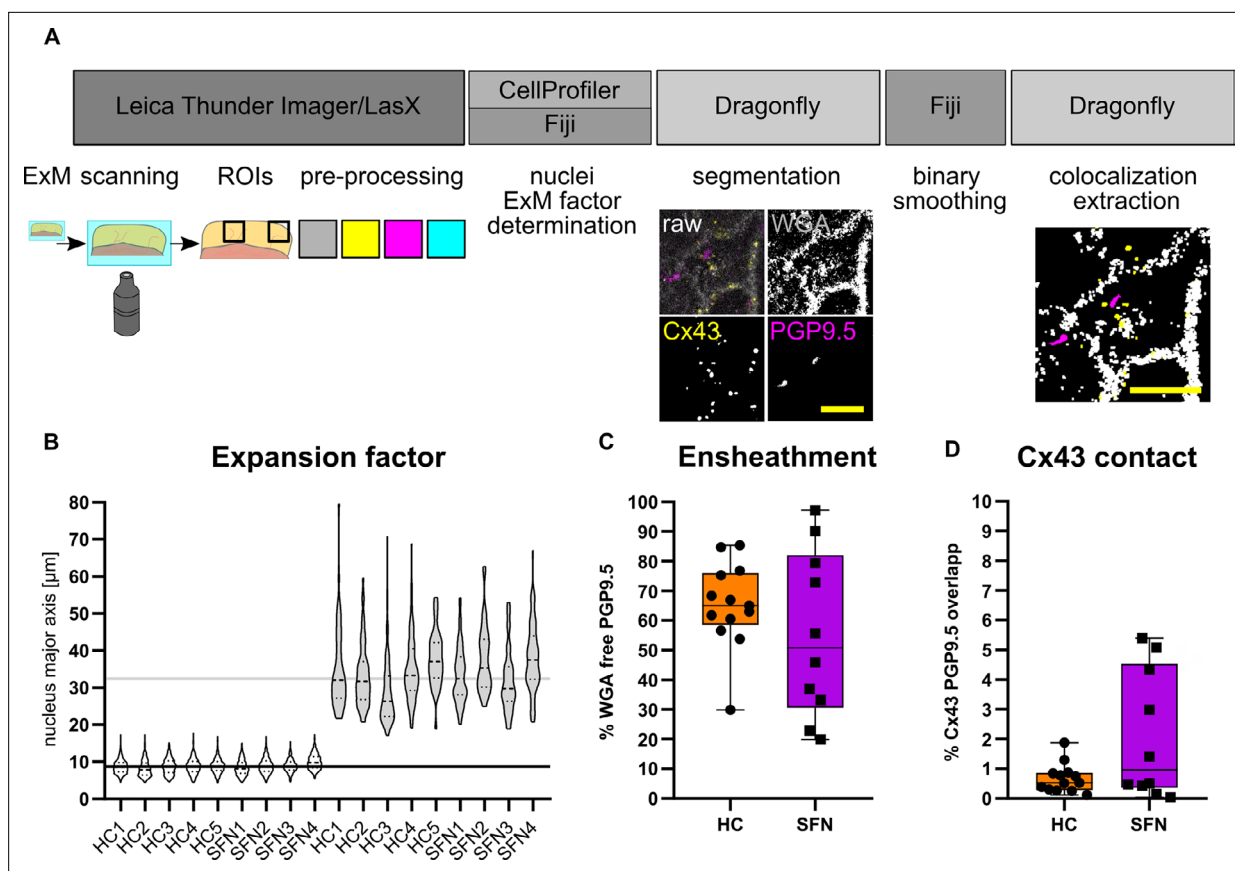 A
Leica Thunder Imager/LasX
CellProfiler
Fiji
Dragonfly
Fiji
Dragonfly
ExM scanning
ROIs
pre-processing
nuclei
ExM factor
determination
segmentation
binary
smoothing
colocalization
extraction
raw
WGA
Cx43
PGP9.5
B
Expansion factor
nucleus major axis [µm]
80
70
60
50
40
30
20
10
0
HC1
HC2
HC3
HC4
HC5
SFN1
SFN2
SFN3
SFN4
HC1
HC2
HC3
HC4
HC5
SFN1
SFN2
SFN3
SFN4
C
Ensheathment
% WGA free PGP9.5
100
90
80
70
60
50
40
30
20
10
0
HC
SFN
D
Cx43 contact
% Cx43 PGP9.5 overlapp
10
9
8
7
6
5
4
3
2
1
0
HC
SFN